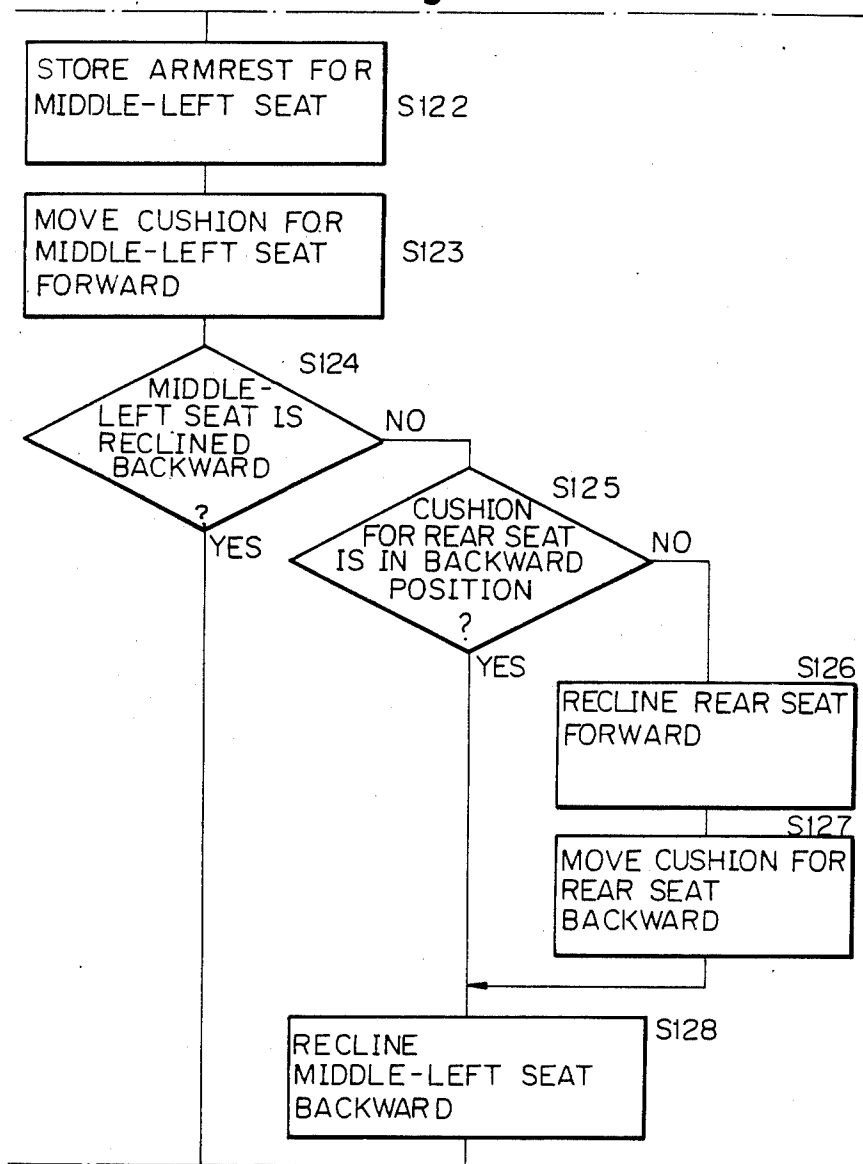 STORE ARMREST FOR
MIDDLE-LEFT SEAT
S122
MOVE CUSHION FOR
MIDDLE-LEFT SEAT
FORWARD
S123
S124
MIDDLE-
LEFT SEAT IS
RECLINED
BACKWARD
?
NO
YES
S125
CUSHION
FOR REAR SEAT
IS IN BACKWARD
POSITION
?
NO
YES
S126
RECLINE REAR SEAT
FORWARD
S127
MOVE CUSHION FOR
REAR SEAT
BACKWARD
S128
RECLINE
MIDDLE-LEFT SEAT
BACKWARD